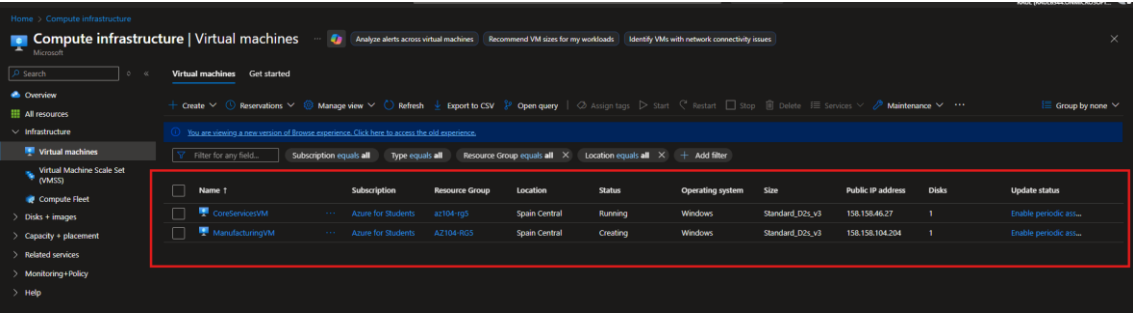 Home > Compute infrastructure
Compute infrastructure | Virtual machines ... Analyze alerts across virtual machines Recommend VM sizes for my workloads Identify VMs with network connectivity issues
Microsoft
Search
Virtual machines Get started
Overview
All resources
Infrastructure
Virtual machines
Virtual Machine Scale Set
(VMSS)
Compute Fleet
Disks + images
Capacity + placement
Related services
Monitoring+Policy
Help
+ Create Reservations Manage view Refresh Export to CSV Open query Assign tags Start Restart Stop Delete Services Maintenance ... Group by none
You are viewing a new version of Browse experience. Click here to access the old experience.
Filter for any field... Subscription equals all Type equals all Resource Group equals all Location equals all Add filter
Name ↑ Subscription Resource Group Location Status Operating system Size Public IP address Disks Update status
CoreServicesVM ... Azure for Students az104-rg5 Spain Central Running Windows Standard_D2s_v3 158.158.46.27 1 Enable periodic ass...
ManufacturingVM ... Azure for Students AZ104-RG5 Spain Central Creating Windows Standard_D2s_v3 158.158.104.204 1 Enable periodic ass...